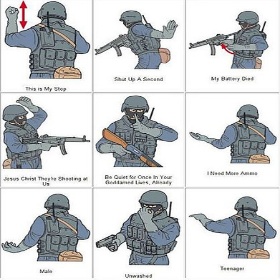 This is My Stop
Shut Up A Second
My Battery Died
Jesus Christ They're Shooting at
Us
Be Quiet for Once in Your
Goddamned Lives, Already
I Need More Ammo
Male
Unwashed
Teenager